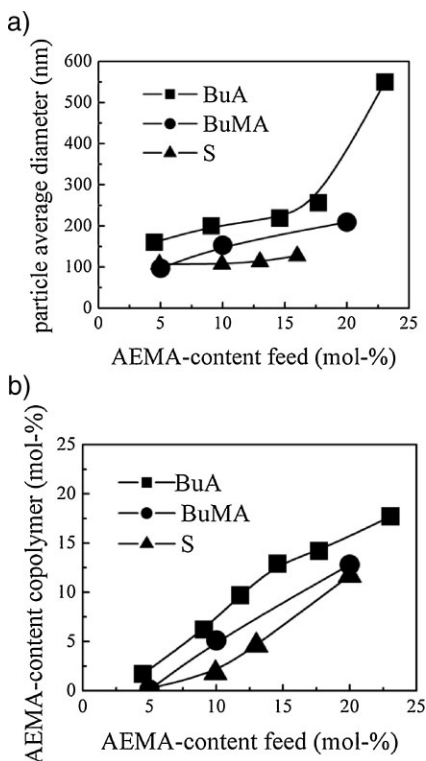 a)
particle average diameter (nm)
600
500
400
300
200
100
0
BuA
BuMA
S
0 5 10 15 20 25
AEMA-content feed (mol-%)
b)
AEMA-content copolymer (mol-%)
25
20
15
10
5
0
BuA
BuMA
S
0 5 10 15 20 25
AEMA-content feed (mol-%)